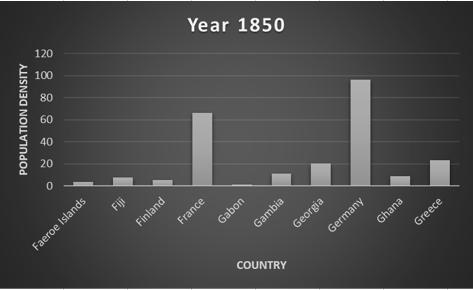 Year 1850
POPULATION DENSITY
120
100
80
60
40
20
0
Faeroe Islands
Fiji
Finland
France
Gabon
Gambia
Georgia
Germany
Ghana
Greece
COUNTRY